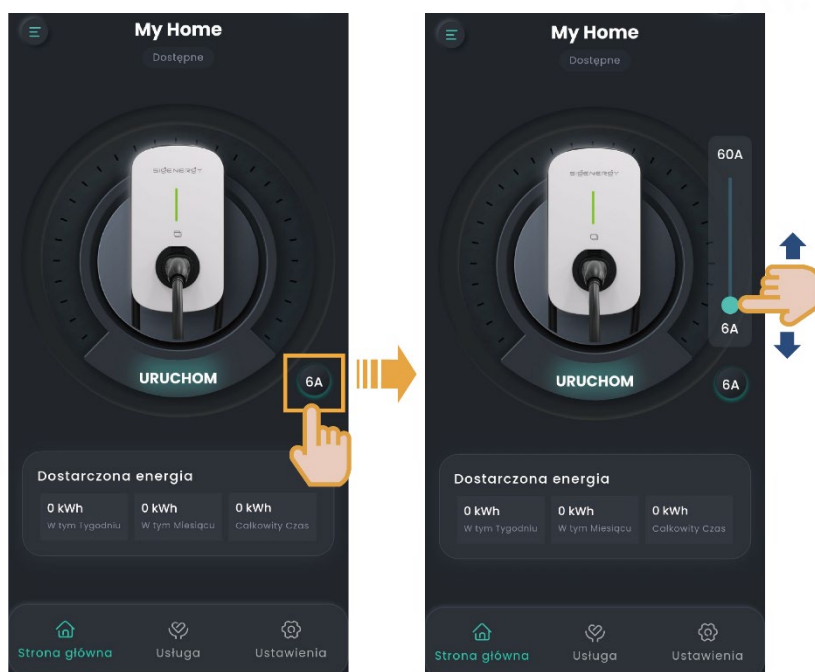 My Home
Dostępne
SIGENERGY
URUCHOM
6A
Dostarczona energia
0 kWh 0 kWh 0 kWh
W tym Tygodniu W tym Miesiącu Całkowity Czas
Strona główna Usługa Ustawienia
My Home
Dostępne
60A
SIGENERGY
6A
URUCHOM
6A
Dostarczona energia
0 kWh 0 kWh 0 kWh
W tym Tygodniu W tym Miesiącu Całkowity Czas
Strona główna Usługa Ustawienia